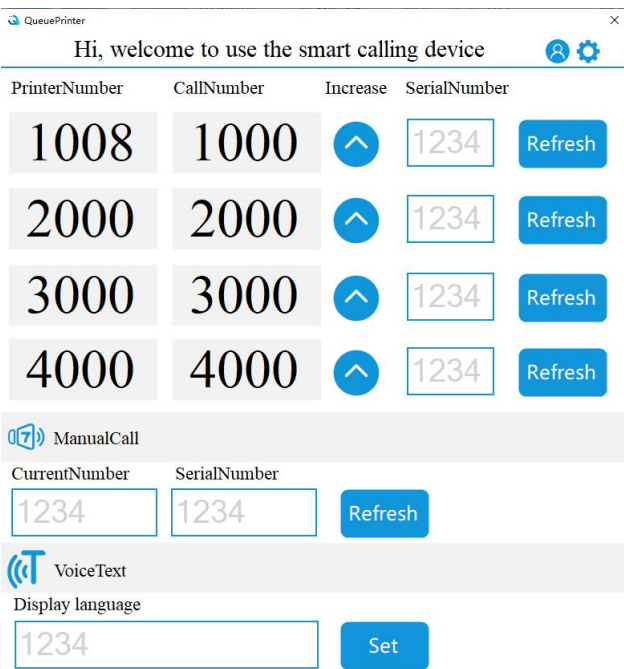 QueuePrinter
Hi, welcome to use the smart calling device
PrinterNumber CallNumber Increase SerialNumber
1008 1000 1234 Refresh
2000 2000 1234 Refresh
3000 3000 1234 Refresh
4000 4000 1234 Refresh
7 ManualCall
CurrentNumber SerialNumber
1234 1234 Refresh
T VoiceText
Display language
1234 Set